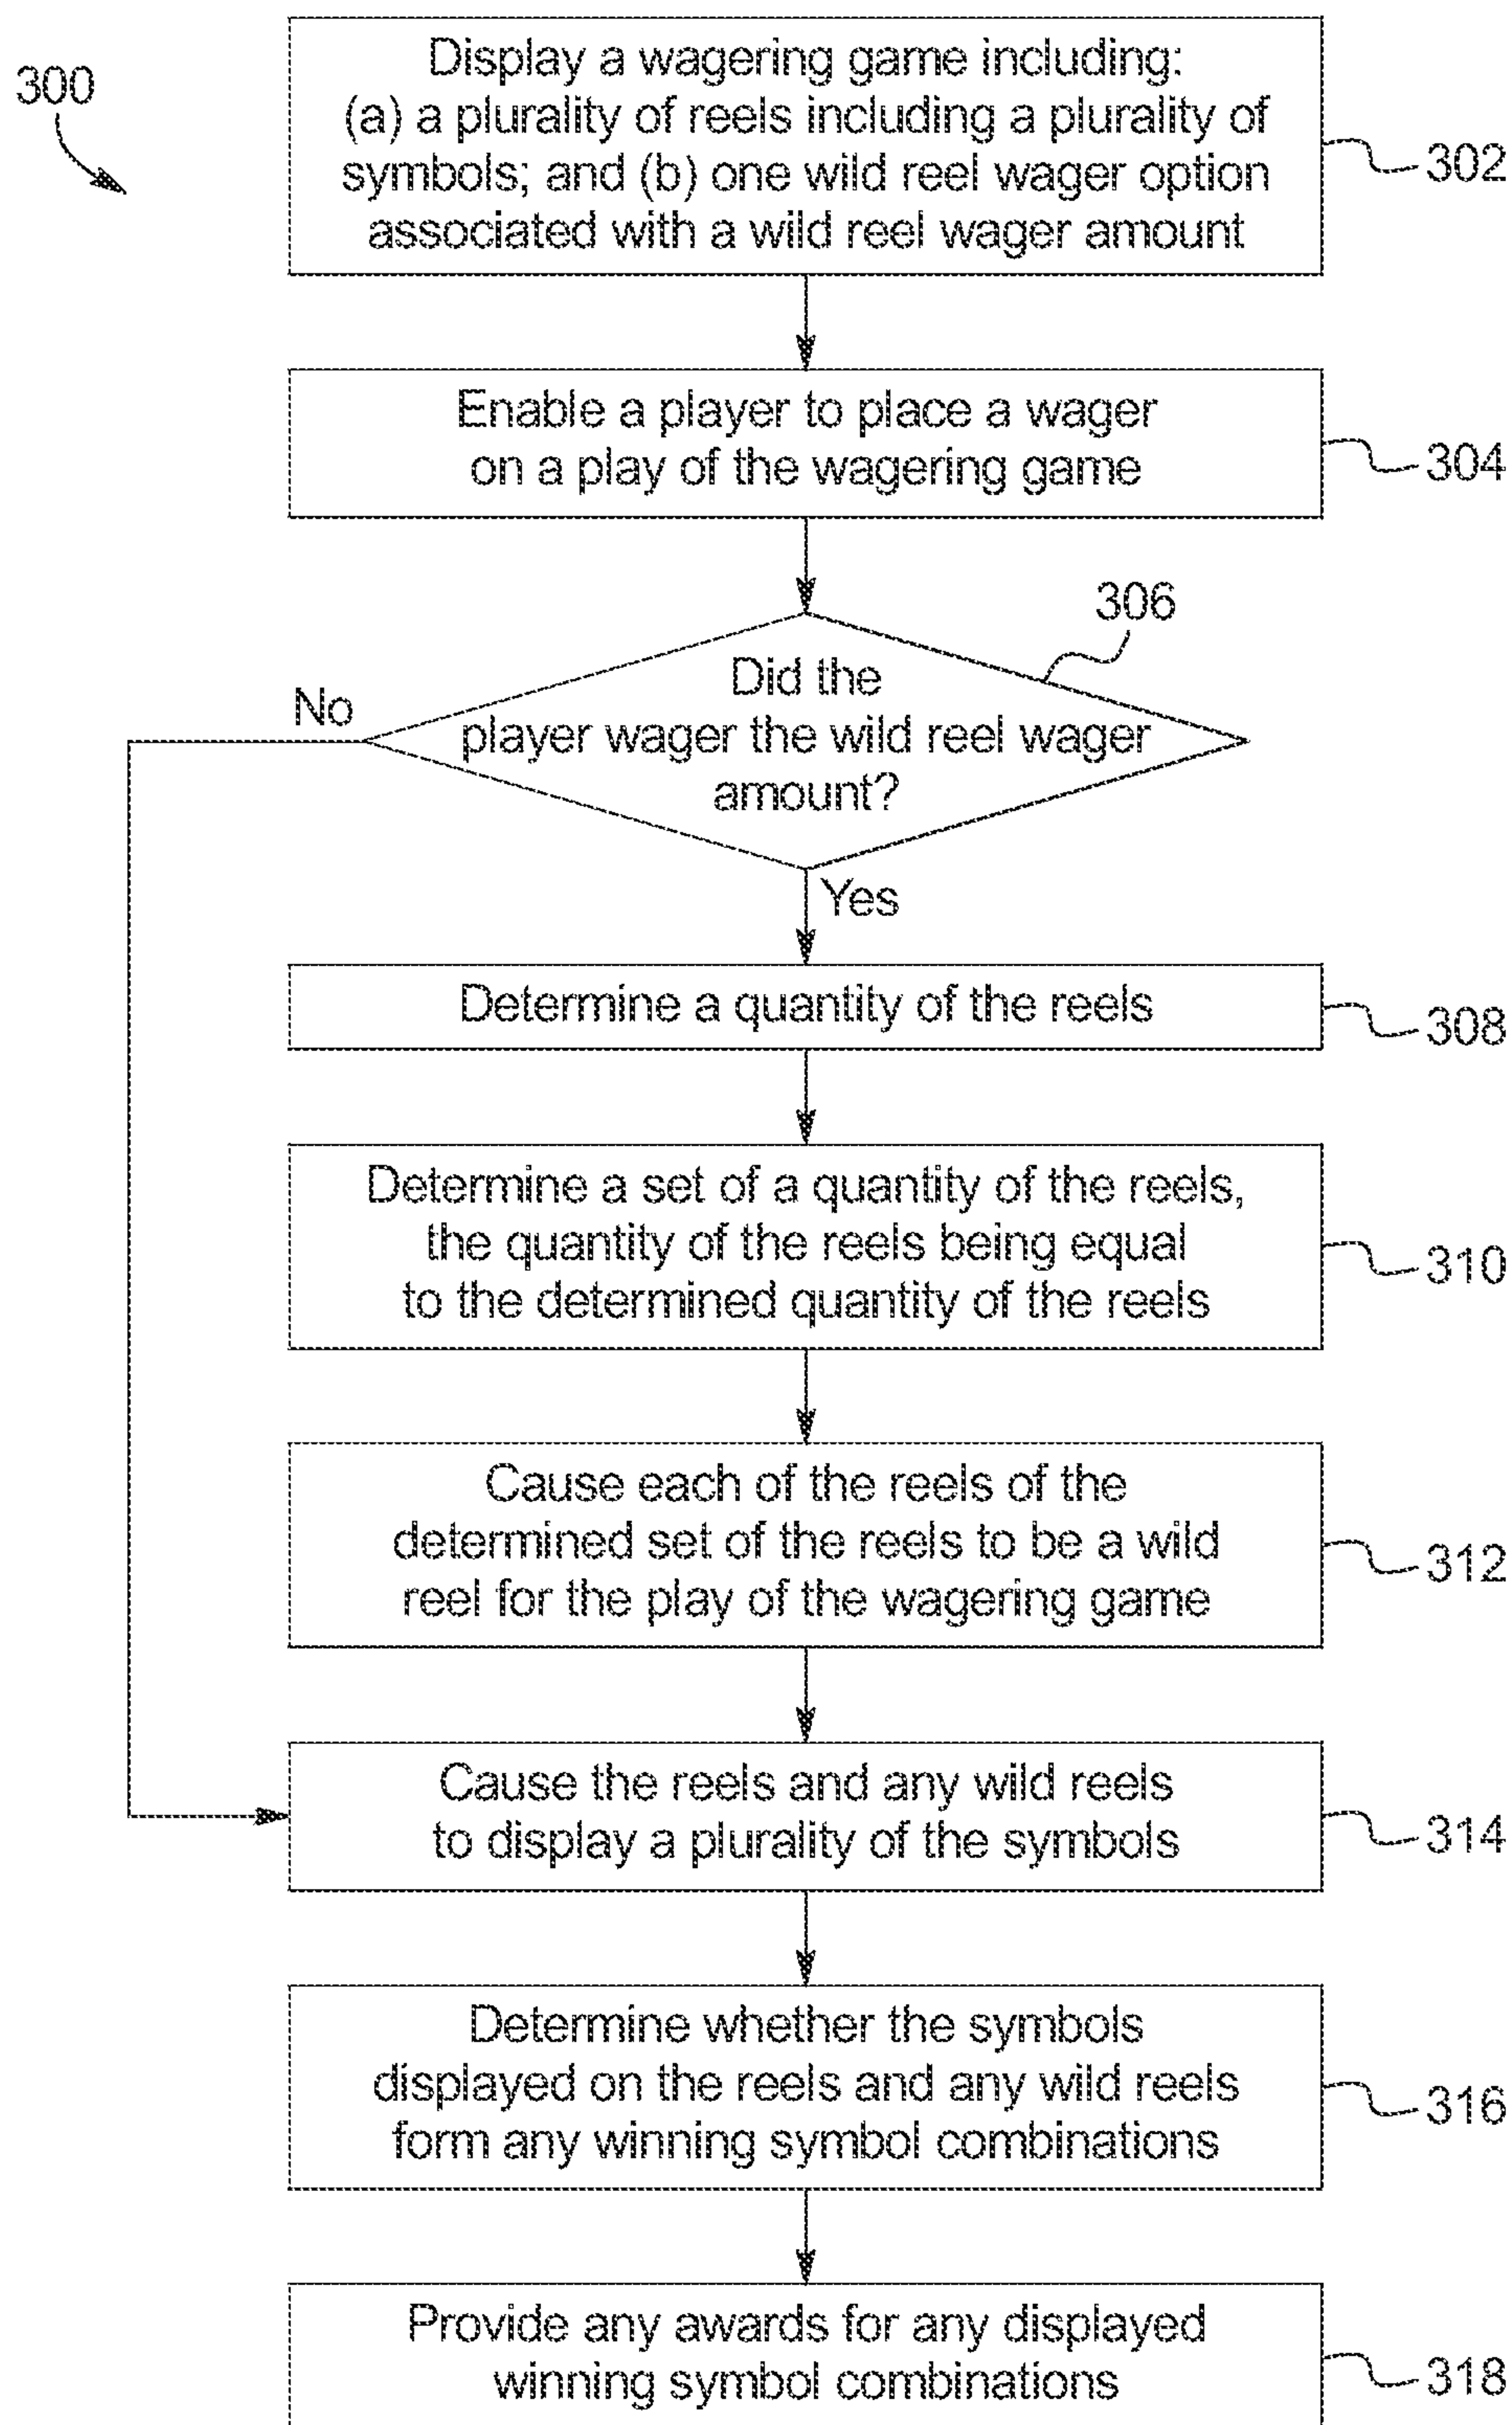 300
Display a wagering game including:
(a) a plurality of reels including a plurality of
symbols; and (b) one wild reel wager option
associated with a wild reel wager amount
302
Enable a player to place a wager
on a play of the wagering game
304
306
Did the
player wager the wild reel wager
amount?
No
Yes
Determine a quantity of the reels
308
Determine a set of a quantity of the reels,
the quantity of the reels being equal
to the determined quantity of the reels
310
Cause each of the reels of the
determined set of the reels to be a wild
reel for the play of the wagering game
312
Cause the reels and any wild reels
to display a plurality of the symbols
314
Determine whether the symbols
displayed on the reels and any wild reels
form any winning symbol combinations
316
Provide any awards for any displayed
winning symbol combinations
318